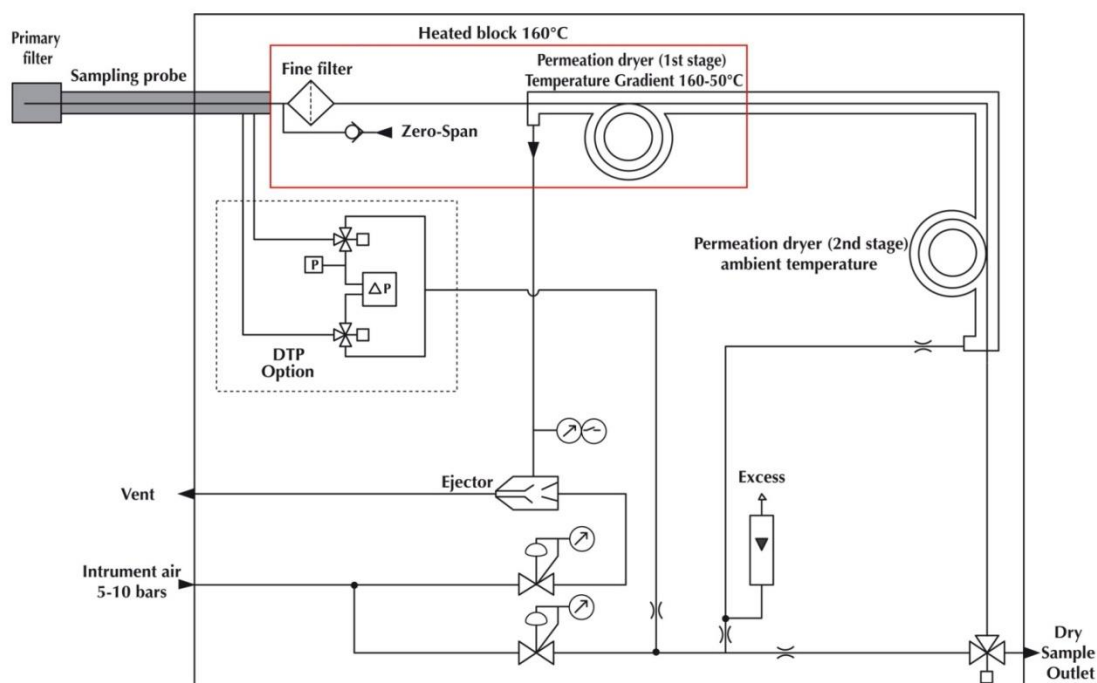 Primary
filter
Sampling probe
Heated block 160°C
Fine filter
Zero-Span
Permeation dryer (1st stage)
Temperature Gradient 160-50°C
P
△P
DTP
Option
Permeation dryer (2nd stage)
ambient temperature
Ejector
Vent
Excess
Intrument air
5-10 bars
Dry
Sample
Outlet